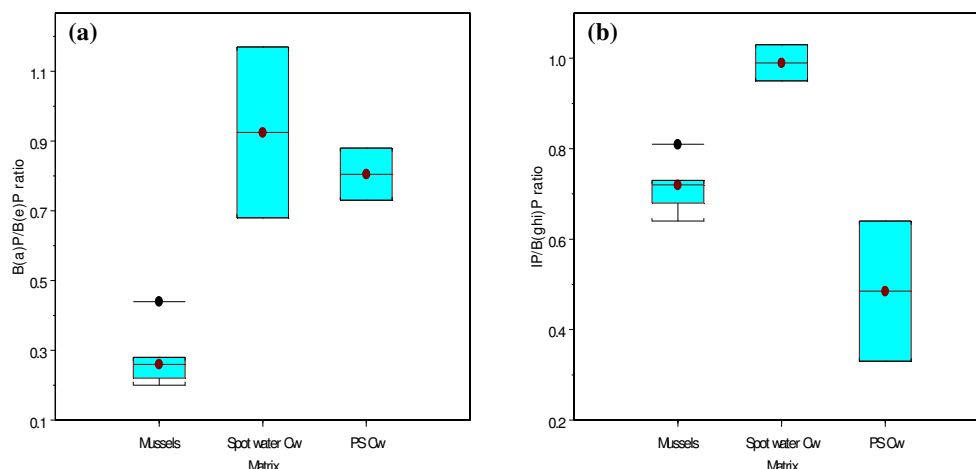 (a)
B(a)P/B(e)P ratio
1.1
0.9
0.7
0.5
0.3
0.1
Mussels Spot water Cw PS Cw
Matrix
(b)
IP/B(ghi)P ratio
1.0
0.8
0.6
0.4
0.2
Mussels Spot water Cw PS Cw
Matrix